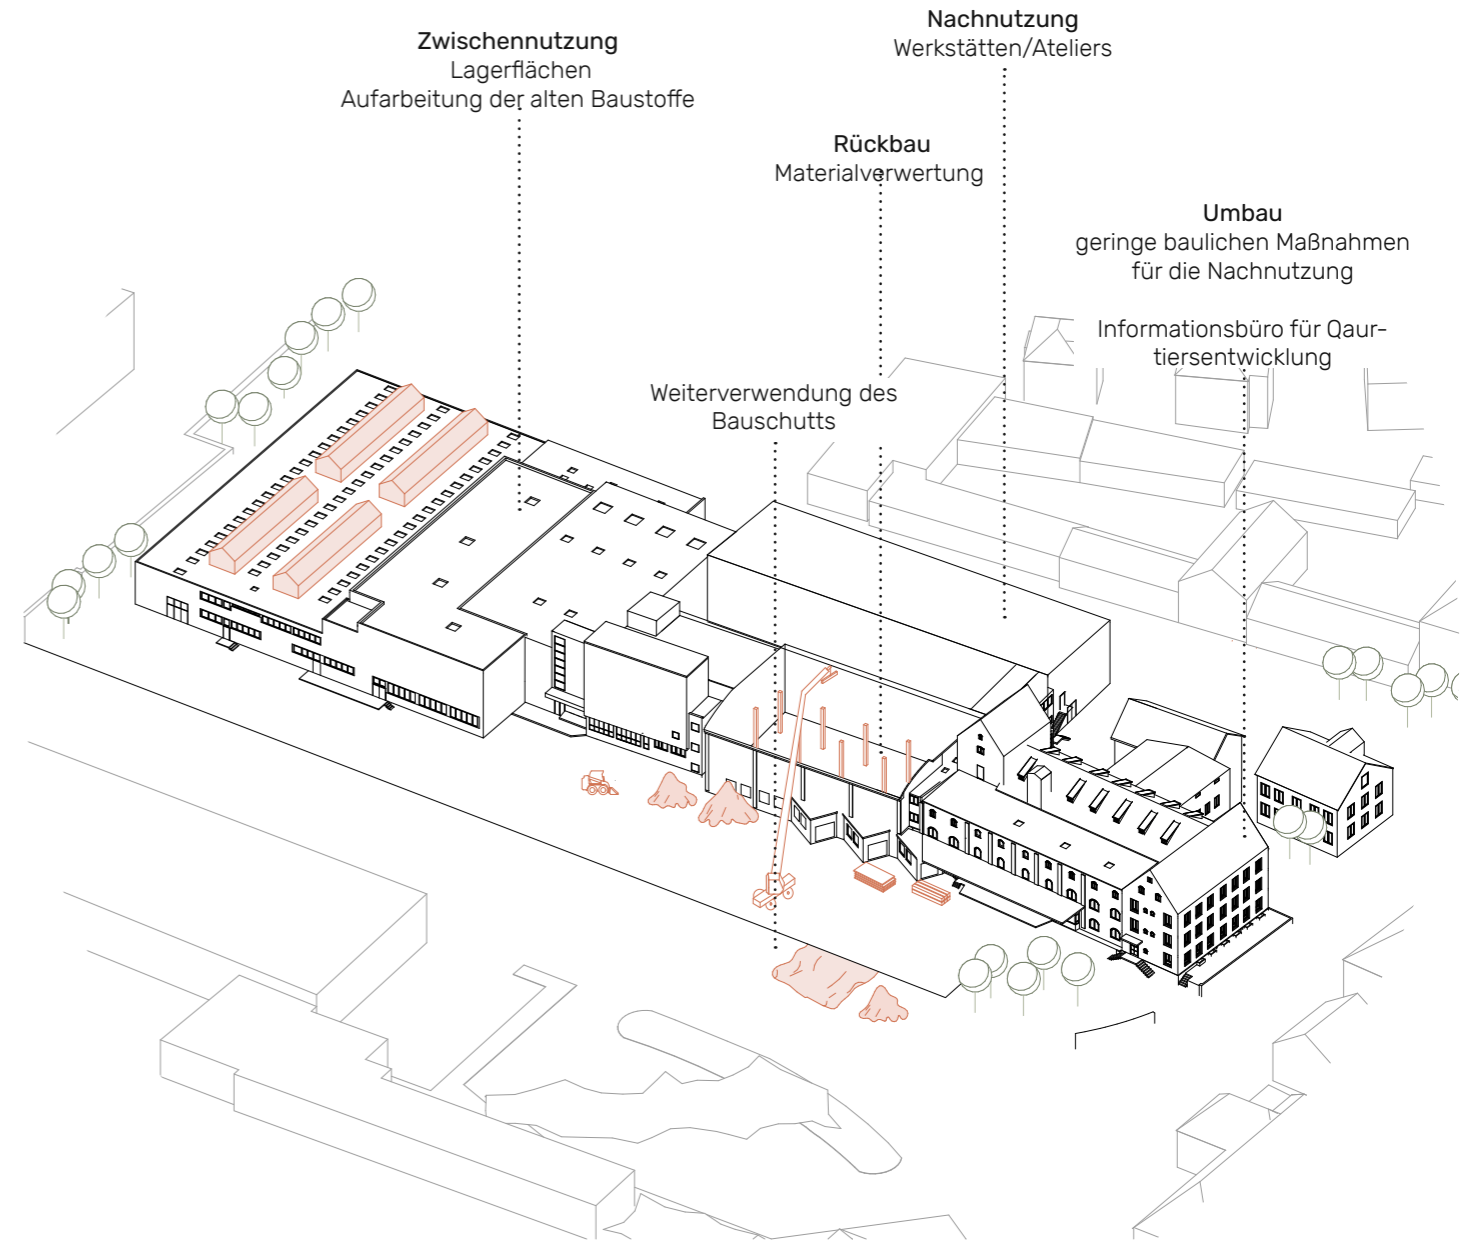 Nachnutzung
Werkstätten/Ateliers
Zwischennutzung
Lagerflächen
Aufarbeitung der alten Baustoffe
Rückbau
Materialverwertung
Umbau
geringe baulichen Maßnahmen
für die Nachnutzung
Informationsbüro für Qaur-
tiersentwicklung
Weiterverwendung des
Bauschutts